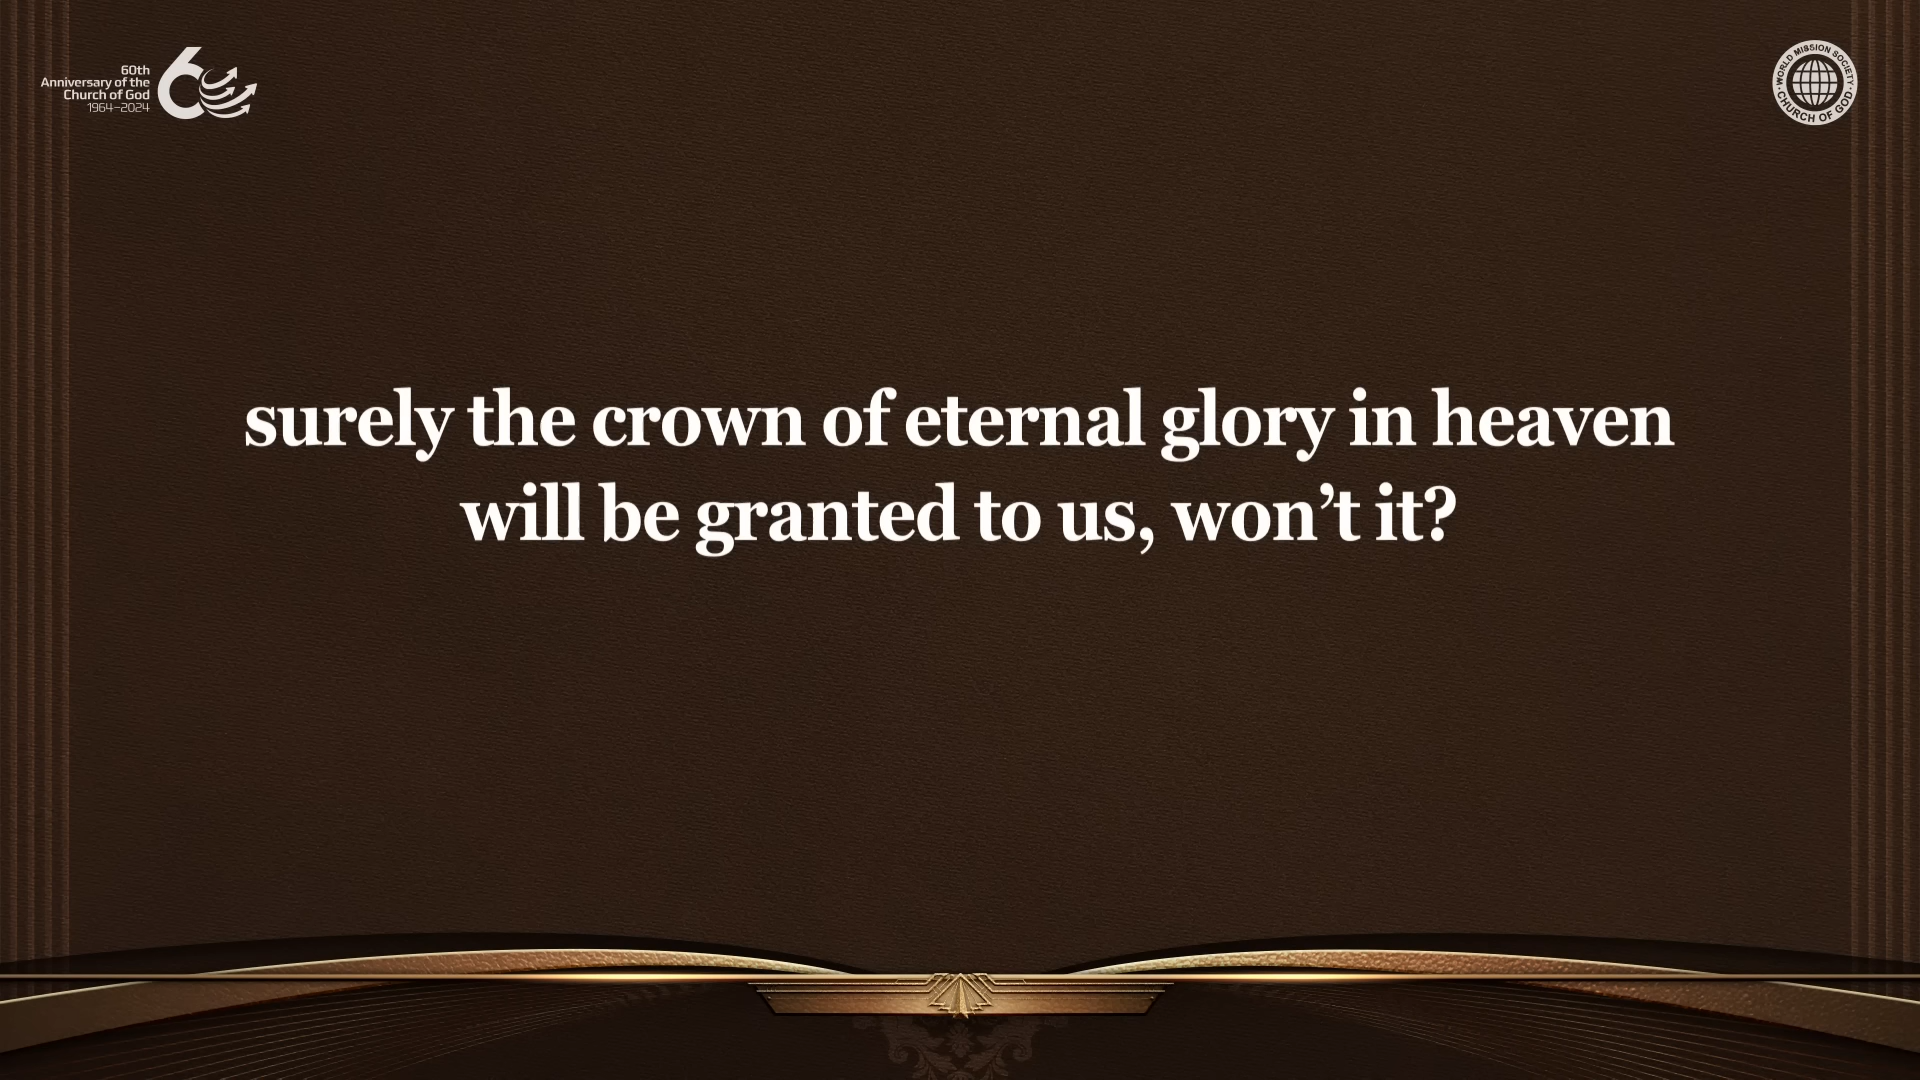 60th
Anniversary of the
Church of God
1964–2024
WORLD MISSION SOCIETY
CHURCH OF GOD
surely the crown of eternal glory in heaven
will be granted to us, won’t it?